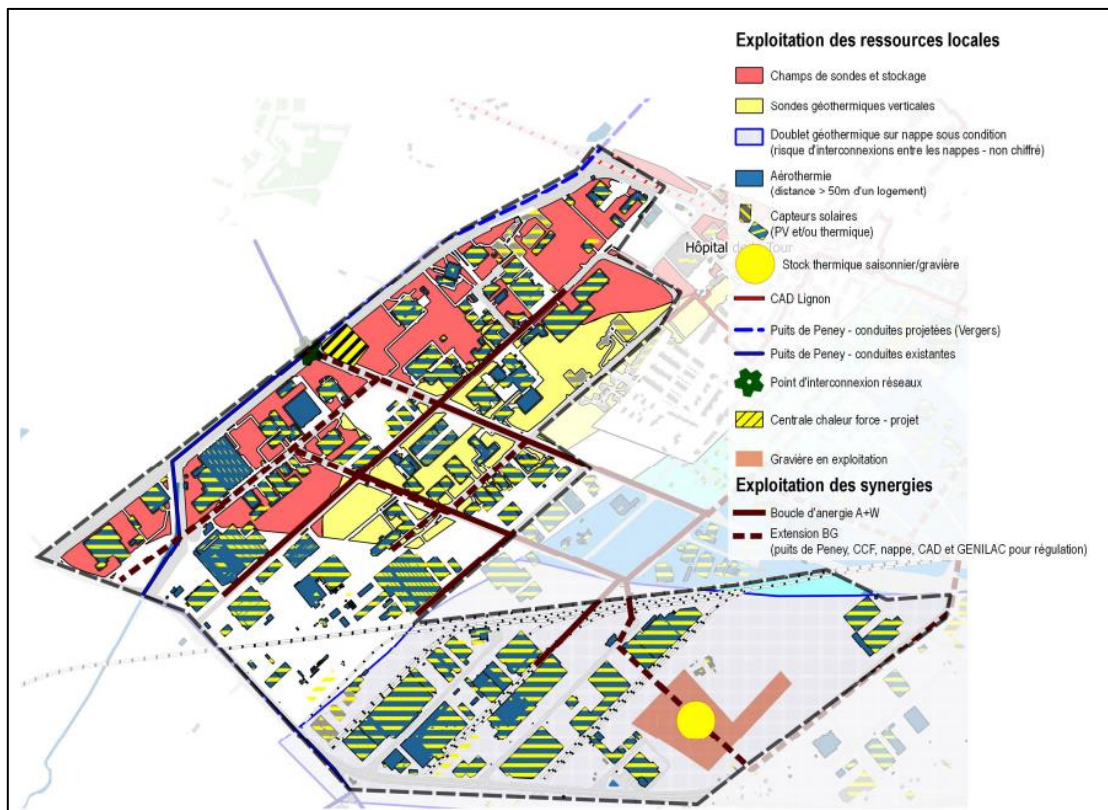 Exploitation des ressources locales
Champs de sondes et stockage
Sondes géothermiques verticales
Doublet géothermique sur nappe sous condition
(risque d'interconnexions entre les nappes - non chiffré)
Aérothermie
(distance > 50m d'un logement)
Capteurs solaires
(PV et/ou thermique)
Stock thermique saisonnier/gravière
CAD Lignon
Puits de Peney - conduites projetées (Vergers)
Puits de Peney - conduites existantes
Point d'interconnexion réseaux
Centrale chaleur force - projet
Gravière en exploitation
Exploitation des synergies
Boucle d'anergie A+W
Extension BG
(puits de Peney, CCF, nappe, CAD et GENILAC pour régulation)
Hôpital de la Tour